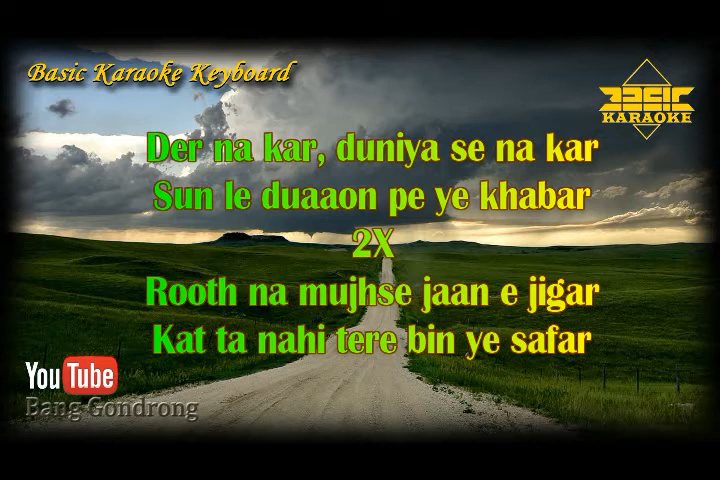 Basic Karaoke Keyboard
BASIC
KARAOKE
Der na kar, duniya se na kar
Sun le duaaon pe ye khabar
2X
Rooth na mujhse jaan e jigar
Kat ta nahi tere bin ye safar
YouTube
Bang Gondrong